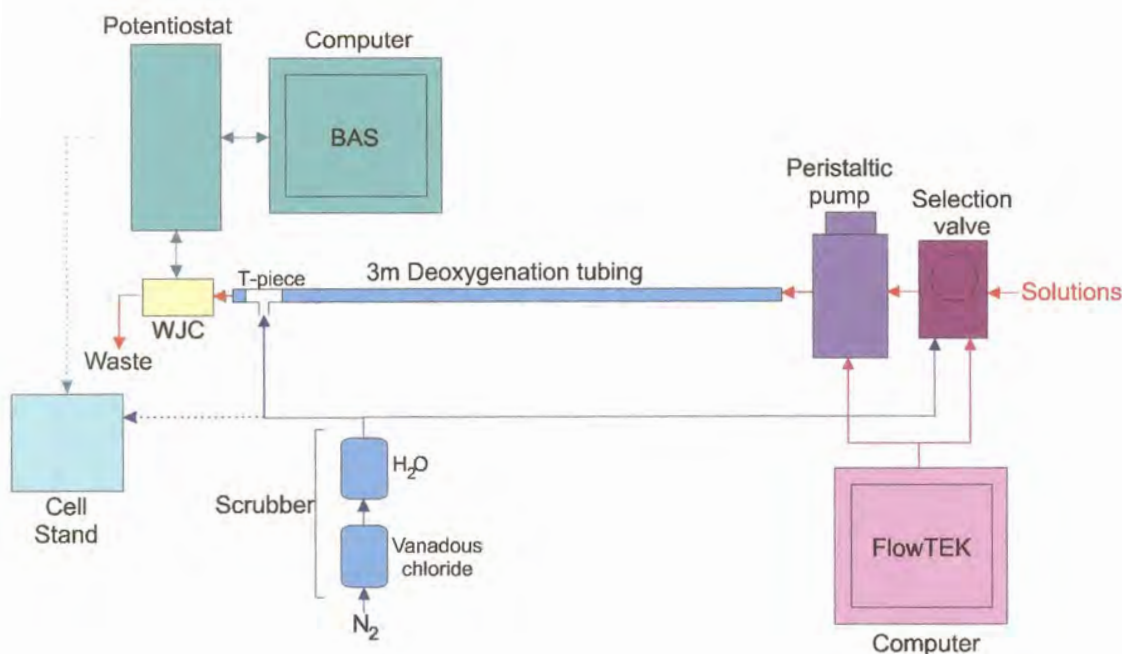 Potentiostat
Computer
BAS
Peristaltic
pump
Selection
valve
T-piece
3m Deoxygenation tubing
Solutions
WJC
Waste
Cell
Stand
Scrubber
H₂O
Vanadous
chloride
N₂
FlowTEK
Computer